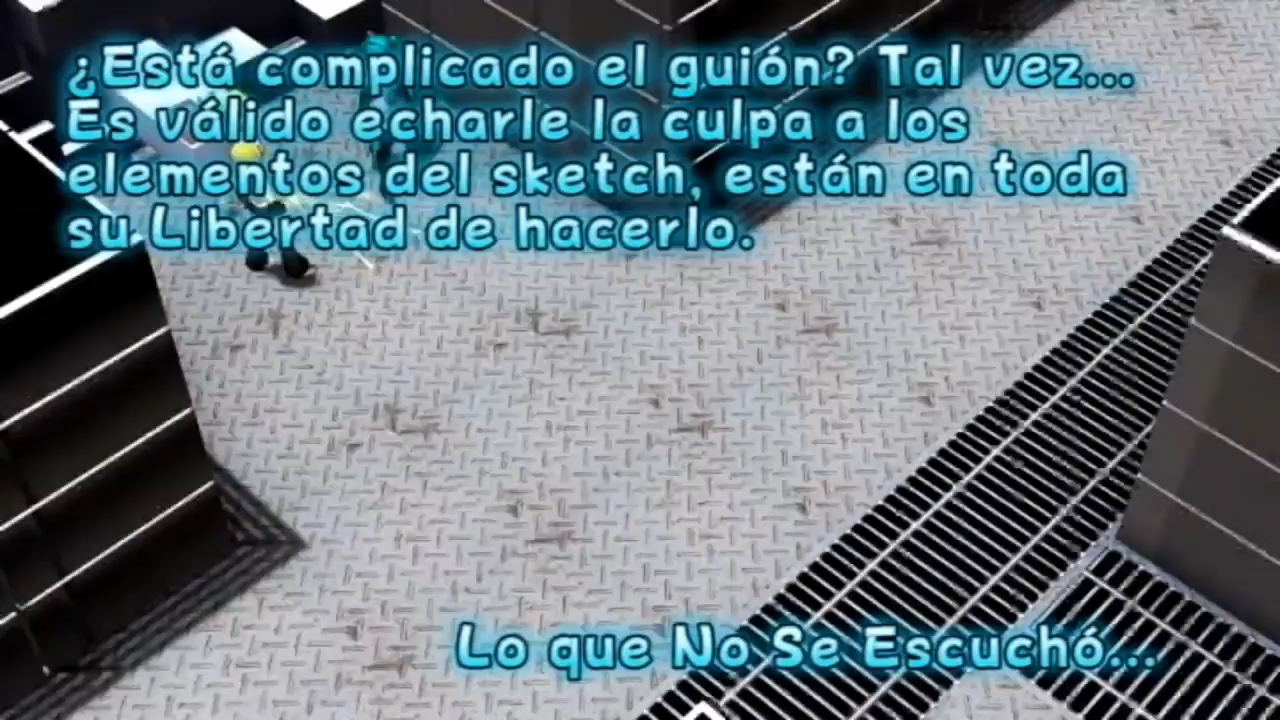 ¿Está complicado el guión? Tal vez...
Es válido echarle la culpa a los
elementos del sketch, están en toda
su Libertad de hacerlo.
Lo que No Se Escuchó...